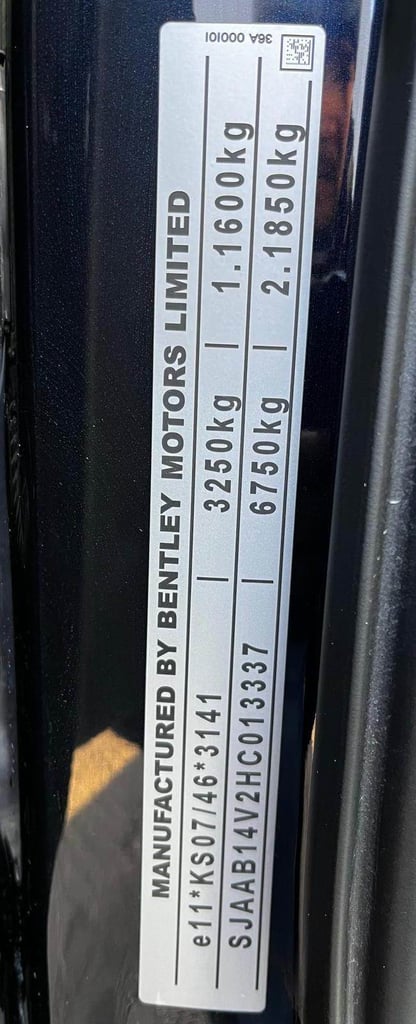 MANUFACTURED BY BENTLEY MOTORS LIMITED
e11*KS07/46*3141 | 3250kg | 1.1600kg
SJAAB14V2HC013337 | 6750kg | 2.1850kg
36A 000101